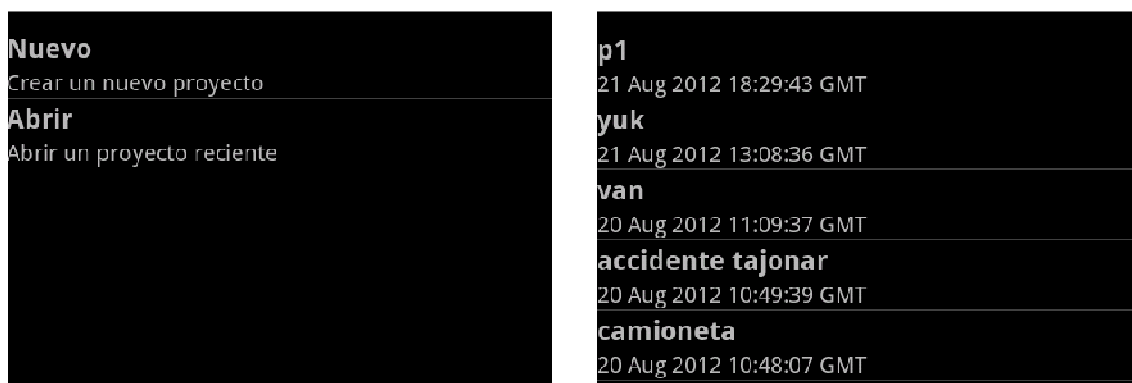 Nuevo
Crear un nuevo proyecto
Abrir
Abrir un proyecto reciente
p1
21 Aug 2012 18:29:43 GMT
yuk
21 Aug 2012 13:08:36 GMT
van
20 Aug 2012 11:09:37 GMT
accidente tajonar
20 Aug 2012 10:49:39 GMT
camioneta
20 Aug 2012 10:48:07 GMT